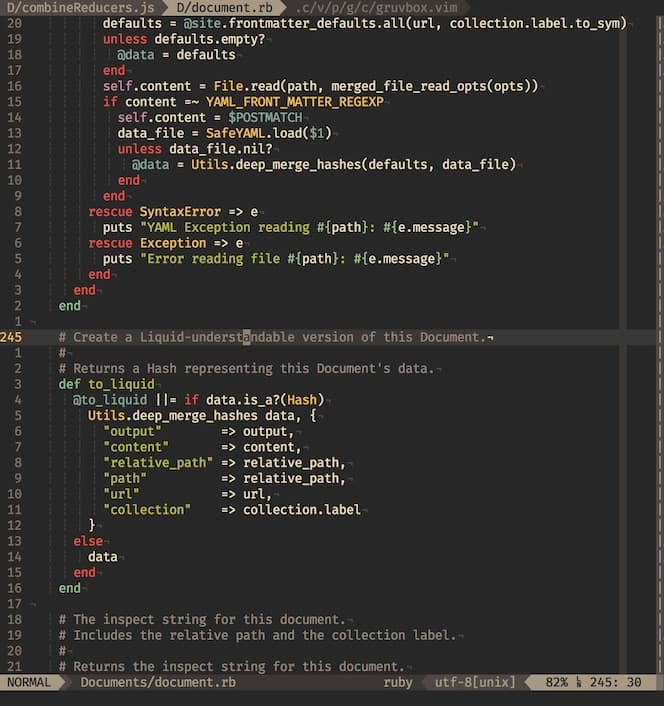 D/combineReducers.js D/document.rb .c/v/p/g/c/gruvbox.vim
20 defaults = @site.frontmatter_defaults.all(url, collection.label.to_sym)
19 unless defaults.empty?¬
18 @data = defaults¬
17 end¬
16 self.content = File.read(path, merged_file_read_opts(opts))¬
15 if content =~ YAML_FRONT_MATTER_REGEXP¬
14 self.content = $POSTMATCH¬
13 data_file = SafeYAML.load($1)¬
12 unless data_file.nil?¬
11 @data = Utils.deep_merge_hashes(defaults, data_file)¬
10 end¬
9 end¬
8 rescue SyntaxError => e¬
7 puts "YAML Exception reading #{path}: #{e.message}"¬
6 rescue Exception => e¬
5 puts "Error reading file #{path}: #{e.message}"¬
4 end¬
3 end¬
2 end¬
1 ¬
245 # Create a Liquid-understandable version of this Document.¬
1 #¬
2 # Returns a Hash representing this Document's data.¬
3 def to_liquid¬
4 @to_liquid ||= if data.is_a?(Hash)¬
5 Utils.deep_merge_hashes data, {¬
6 "output" => output,¬
7 "content" => content,¬
8 "relative_path" => relative_path,¬
9 "path" => relative_path,¬
10 "url" => url,¬
11 "collection" => collection.label¬
12 }¬
13 else¬
14 data¬
15 end¬
16 end¬
17 ¬
18 # The inspect string for this document.¬
19 # Includes the relative path and the collection label.¬
20 #¬
21 # Returns the inspect string for this document.¬
NORMAL Documents/document.rb ruby utf-8[unix] 82% ␤ 245: 30